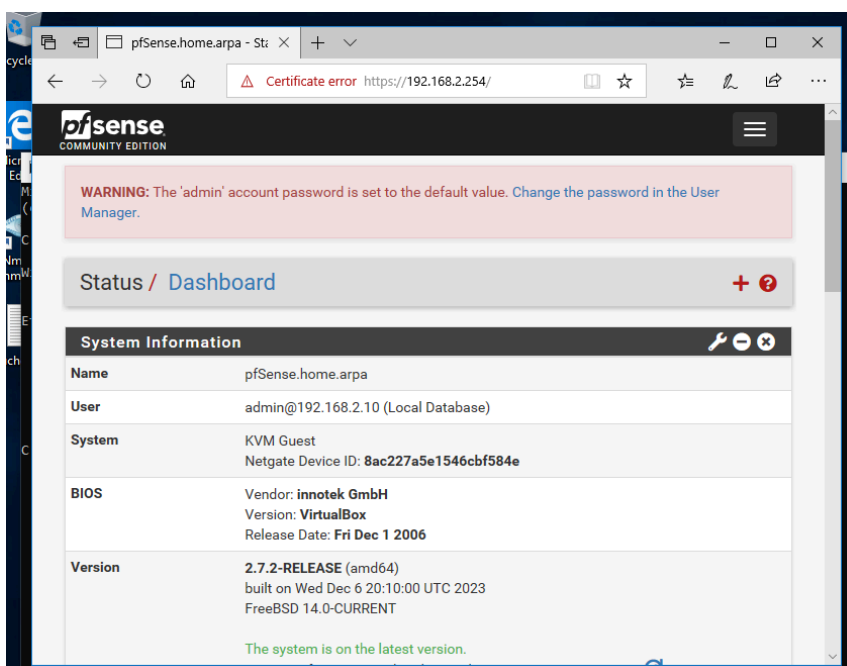 cycle
pfSense.home.arpa - Sta
Certificate error https://192.168.2.254/
pfsense
COMMUNITY EDITION
WARNING: The 'admin' account password is set to the default value. Change the password in the User
Manager.
Status / Dashboard
System Information
Name pfSense.home.arpa
User admin@192.168.2.10 (Local Database)
System KVM Guest
Netgate Device ID: 8ac227a5e1546cbf584e
BIOS Vendor: innotek GmbH
Version: VirtualBox
Release Date: Fri Dec 1 2006
Version 2.7.2-RELEASE (amd64)
built on Wed Dec 6 20:10:00 UTC 2023
FreeBSD 14.0-CURRENT
The system is on the latest version.